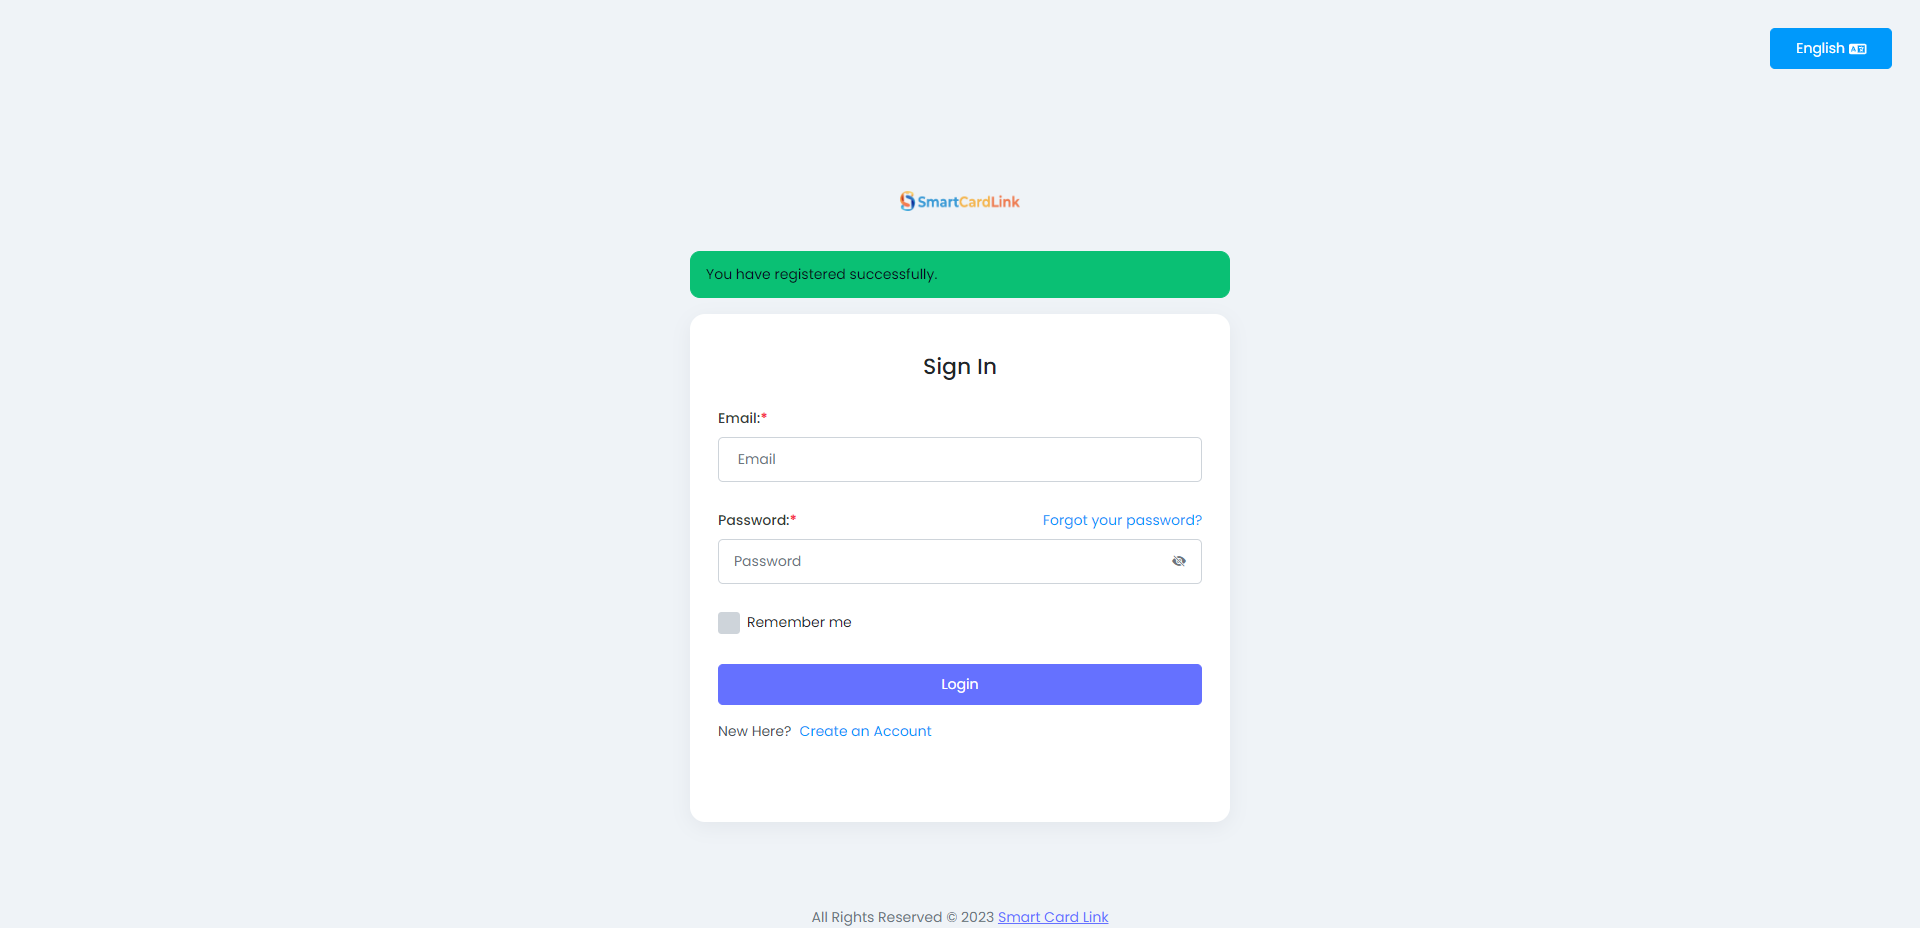 English
SmartCardLink
You have registered successfully.
Sign In
Email:*
Email
Password:* Forgot your password?
Password
Remember me
Login
New Here? Create an Account
All Rights Reserved © 2023 Smart Card Link